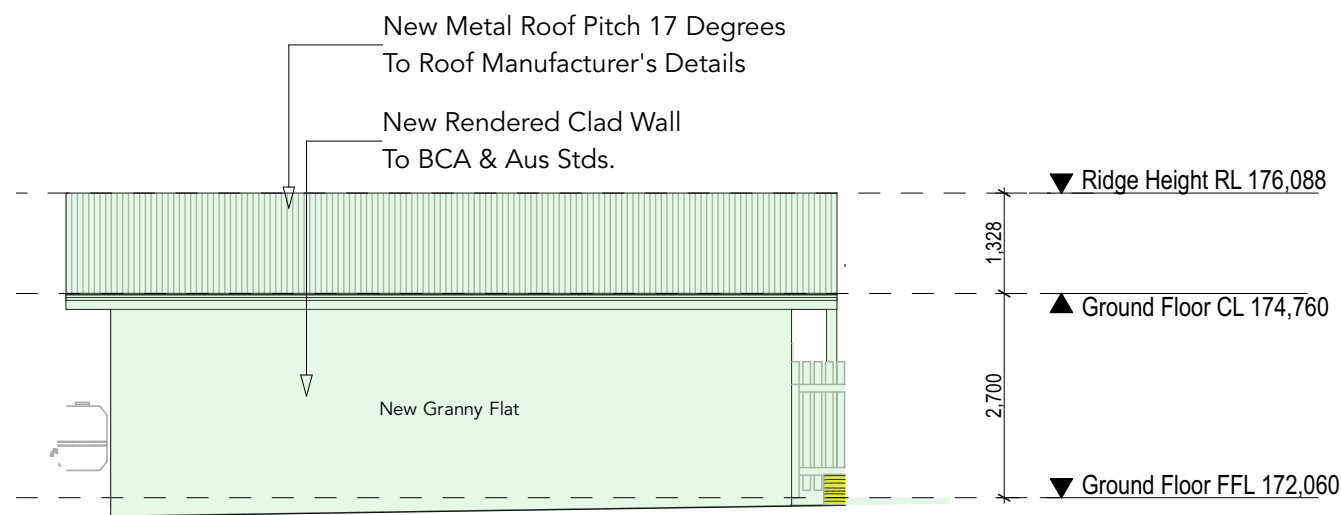 New Metal Roof Pitch 17 Degrees
To Roof Manufacturer's Details
New Rendered Clad Wall
To BCA & Aus Stds.
Ridge Height RL 176,088
1,328
Ground Floor CL 174,760
2,700
New Granny Flat
Ground Floor FFL 172,060